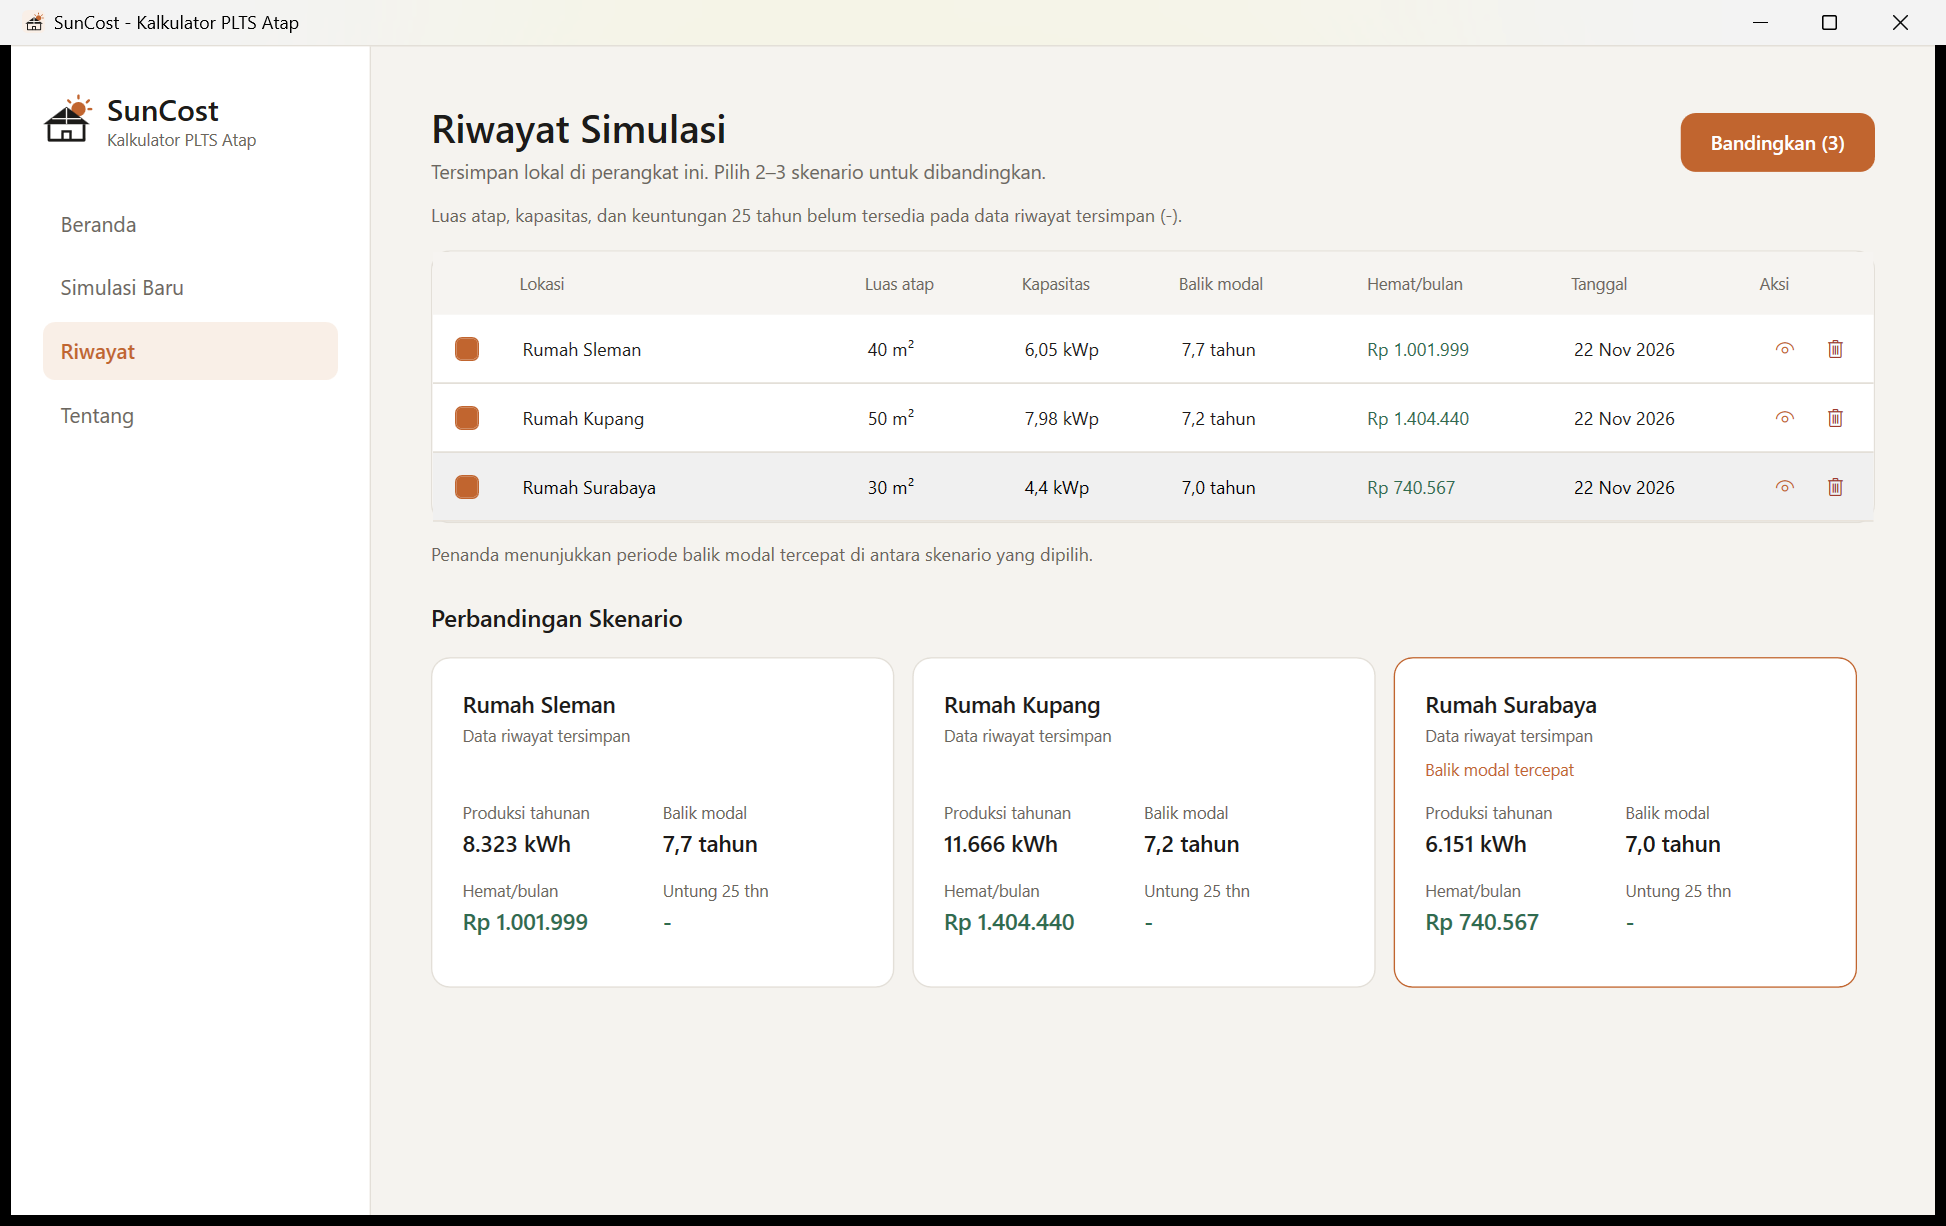 SunCost - Kalkulator PLTS Atap
SunCost
Kalkulator PLTS Atap
Beranda
Simulasi Baru
Riwayat
Tentang
Riwayat Simulasi
Tersimpan lokal di perangkat ini. Pilih 2–3 skenario untuk dibandingkan.
Bandingkan (3)
Luas atap, kapasitas, dan keuntungan 25 tahun belum tersedia pada data riwayat tersimpan (-).
Lokasi Luas atap Kapasitas Balik modal Hemat/bulan Tanggal Aksi
Rumah Sleman 40 m² 6,05 kWp 7,7 tahun Rp 1.001.999 22 Nov 2026
Rumah Kupang 50 m² 7,98 kWp 7,2 tahun Rp 1.404.440 22 Nov 2026
Rumah Surabaya 30 m² 4,4 kWp 7,0 tahun Rp 740.567 22 Nov 2026
Penanda menunjukkan periode balik modal tercepat di antara skenario yang dipilih.
Perbandingan Skenario
Rumah Sleman
Data riwayat tersimpan
Produksi tahunan Balik modal
8.323 kWh 7,7 tahun
Hemat/bulan Untung 25 thn
Rp 1.001.999 -
Rumah Kupang
Data riwayat tersimpan
Produksi tahunan Balik modal
11.666 kWh 7,2 tahun
Hemat/bulan Untung 25 thn
Rp 1.404.440 -
Rumah Surabaya
Data riwayat tersimpan
Balik modal tercepat
Produksi tahunan Balik modal
6.151 kWh 7,0 tahun
Hemat/bulan Untung 25 thn
Rp 740.567 -